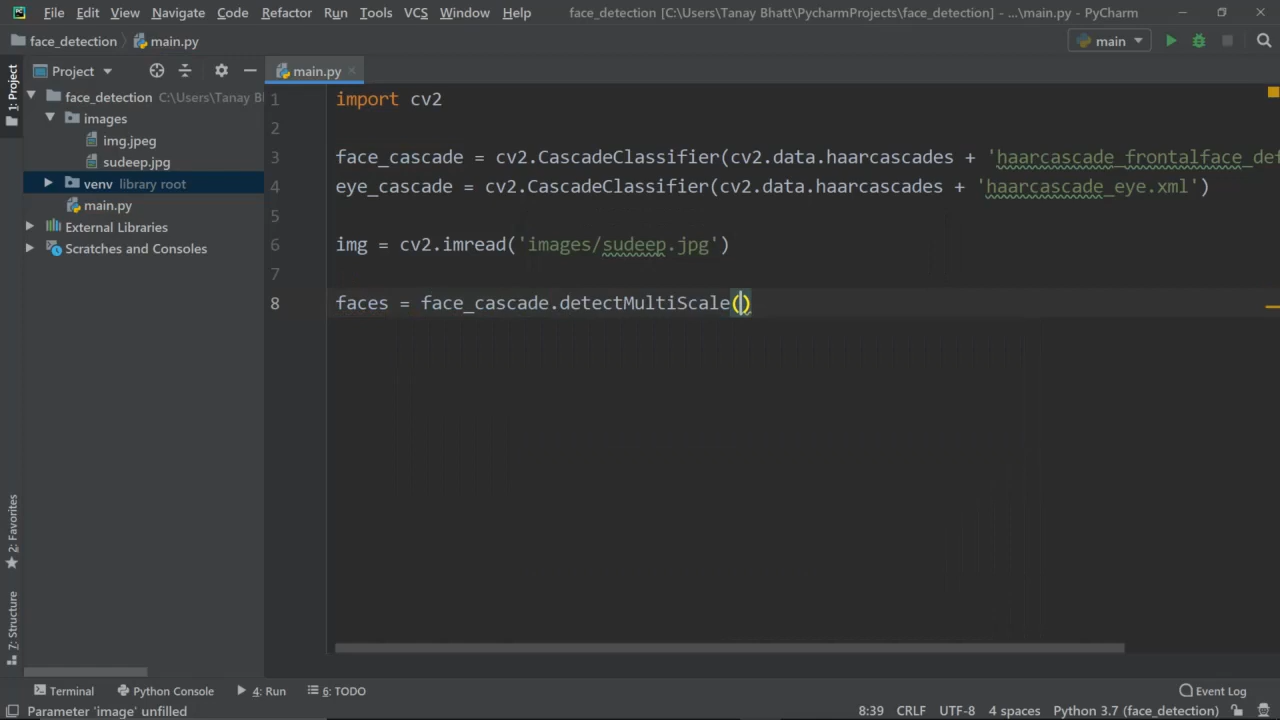 File Edit View Navigate Code Refactor Run Tools VCS Window Help face_detection [C:\Users\Tanay Bhatt\PycharmProjects\face_detection] - ...\main.py - PyCharm
face_detection main.py main
1: Project
Project main.py
face_detection C:\Users\Tanay B
images
img.jpeg
sudeep.jpg
venv library root
main.py
External Libraries
Scratches and Consoles
1 import cv2
2
3 face_cascade = cv2.CascadeClassifier(cv2.data.haarcascades + 'haarcascade_frontalface_de
4 eye_cascade = cv2.CascadeClassifier(cv2.data.haarcascades + 'haarcascade_eye.xml')
5
6 img = cv2.imread('images/sudeep.jpg')
7
8 faces = face_cascade.detectMultiScale()
2: Favorites
7: Structure
Terminal Python Console 4: Run 6: TODO Event Log
Parameter 'image' unfilled 8:39 CRLF UTF-8 4 spaces Python 3.7 (face_detection)